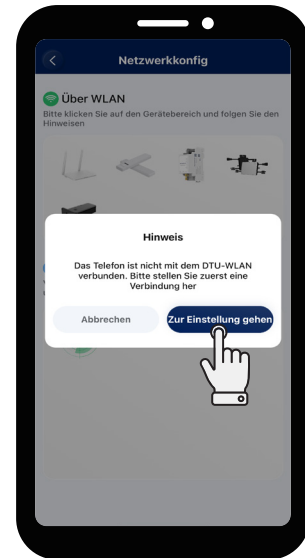 Netzwerkkonfig
Über WLAN
Bitte klicken Sie auf den Gerätebereich und folgen Sie den
Hinweisen
Hinweis
Das Telefon ist nicht mit dem DTU-WLAN
verbunden. Bitte stellen Sie zuerst eine
Verbindung her
Abbrechen
Zur Einstellung gehen